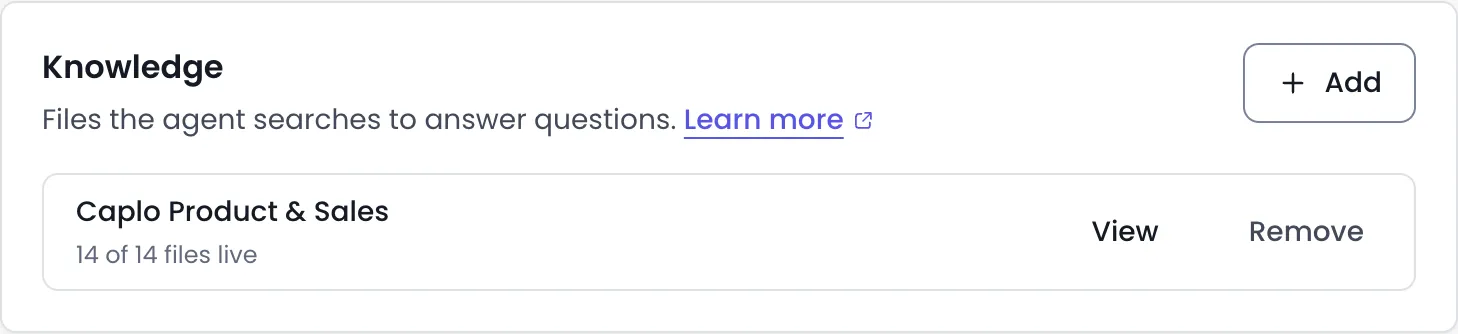 Knowledge
+ Add
Files the agent searches to answer questions. Learn more
Caplo Product & Sales
14 of 14 files live
View
Remove